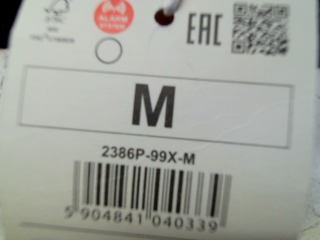 ALARM
SYSTEM
EAC
M
2386P-99X-M
5 904841 040339